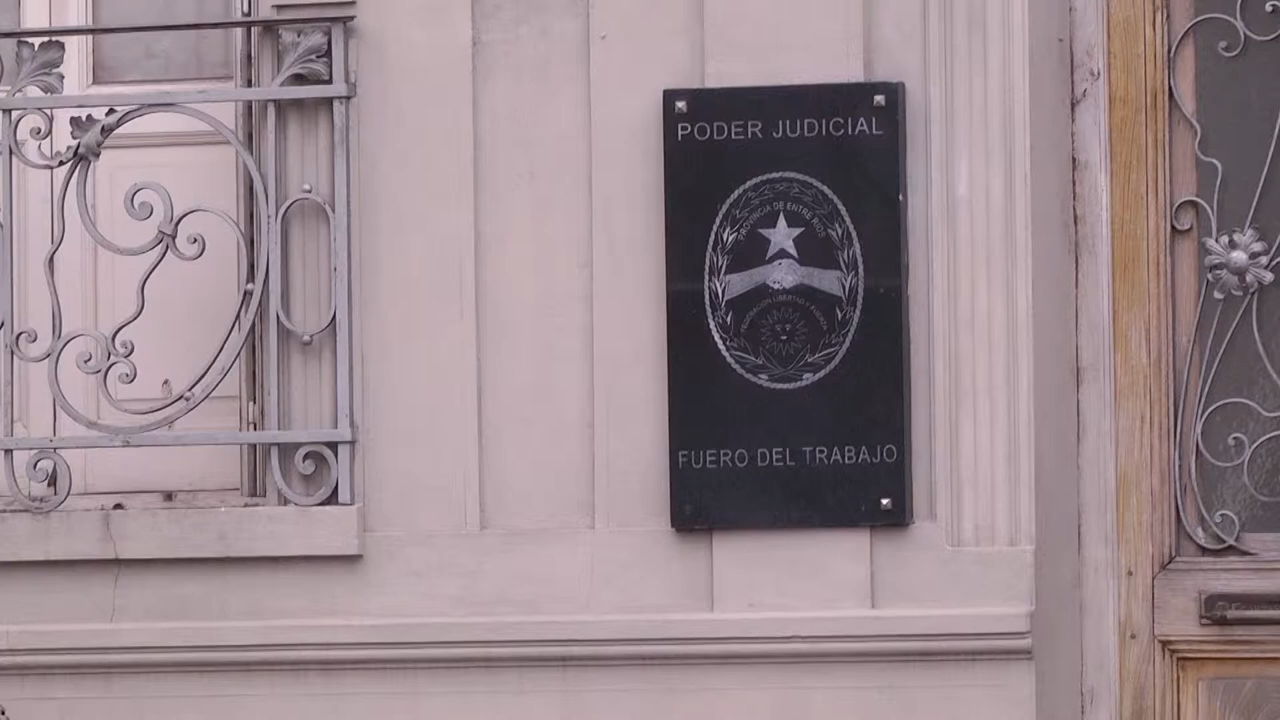 PODER JUDICIAL
PROVINCIA DE ENTRE RIOS
FEDERACION LIBERTAD Y FUERZA
FUERO DEL TRABAJO